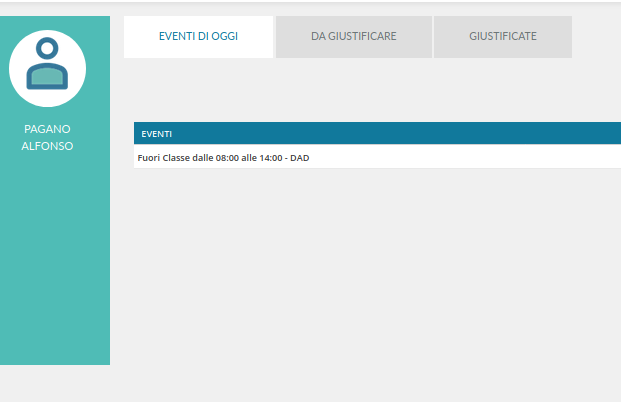 EVENTI DI OGGI
DA GIUSTIFICARE
GIUSTIFICATE
PAGANO
ALFONSO
EVENTI
Fuori Classe dalle 08:00 alle 14:00 - DAD